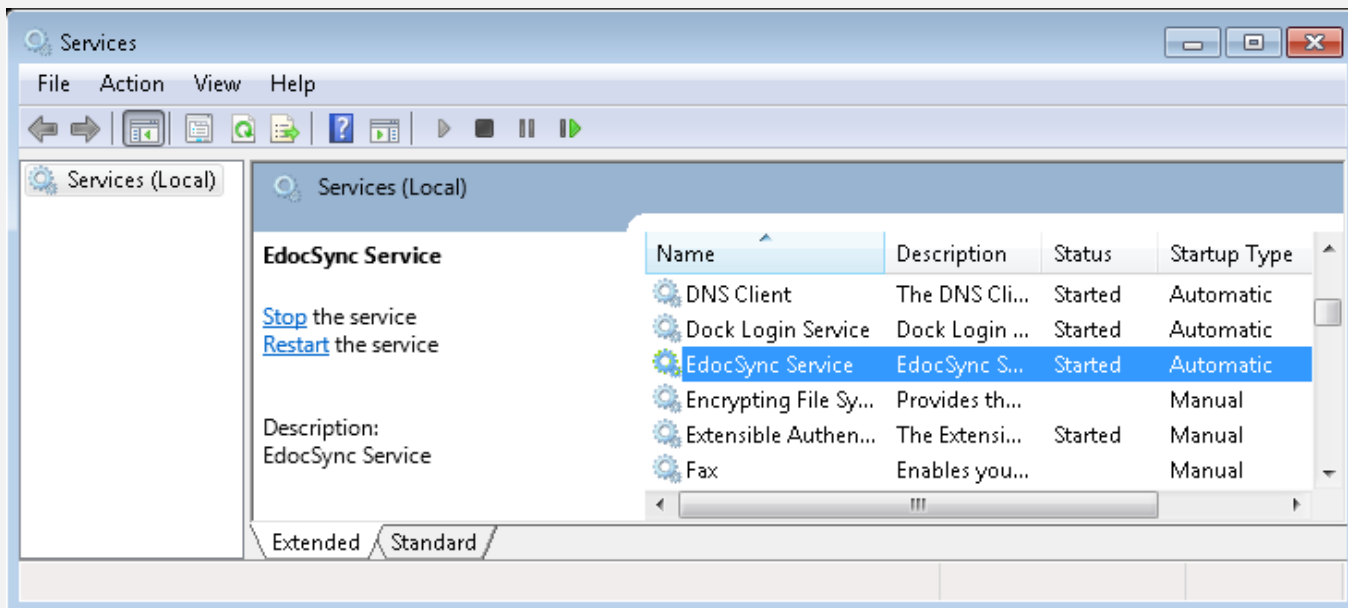 Services
File Action View Help
Services (Local)
Services (Local)
EdocSync Service
Stop the service
Restart the service
Description:
EdocSync Service
Name Description Status Startup Type
DNS Client The DNS Cli... Started Automatic
Dock Login Service Dock Login ... Started Automatic
EdocSync Service EdocSync S... Started Automatic
Encrypting File Sy... Provides th... Manual
Extensible Authen... The Extensi... Started Manual
Fax Enables you... Manual
Extended Standard